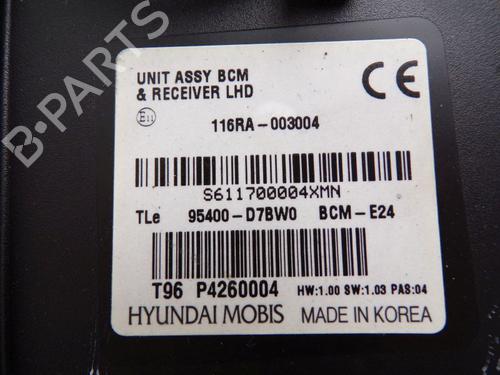 UNIT ASSY BCM
& RECEIVER LHD
CE
E11
116RA-003004
S611700004XMN
TLe 95400-D7BW0 BCM-E24
T96 P4260004 HW:1.00 SW:1.03 PAS:04
HYUNDAI MOBIS MADE IN KOREA
B-PARTS